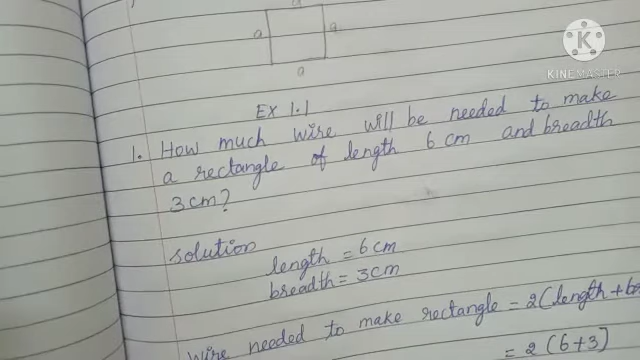 a
a
a
a
KINEMASTER
EX 1.1
1. How much wire will be needed to make
a rectangle of length 6 cm and breadth
3 cm?
solution
length = 6 cm
breadth = 3 cm
wire needed to make rectangle = 2 (length +
= 2 (6+3)